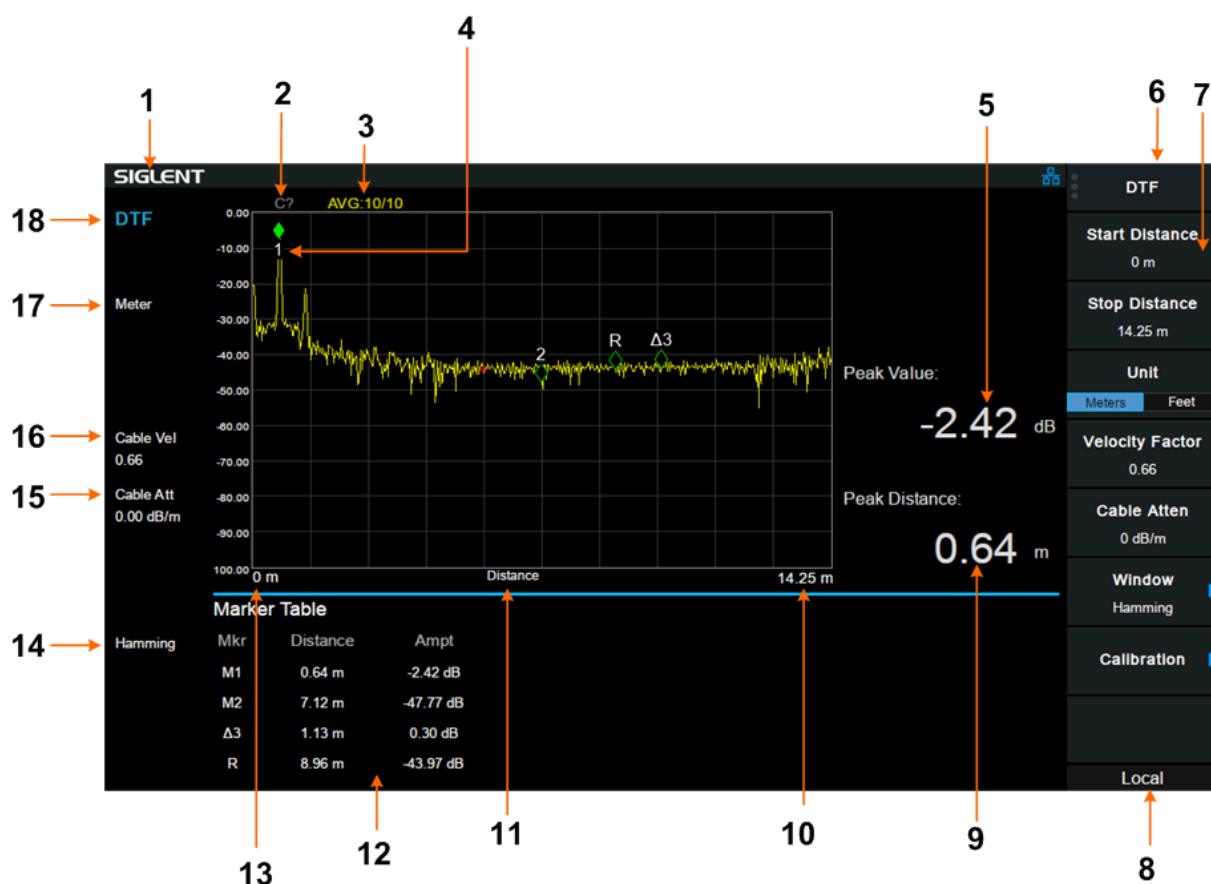 4
1
2
3
5
6
7
SIGLENT
DTF
C?
AVG:10/10
18
DTF
0.00
-10.00
1
Start Distance
0 m
-20.00
17
Meter
Stop Distance
14.25 m
-30.00
-40.00
2
R
Δ3
Unit
Meters
Feet
Peak Value:
-50.00
-2.42 dB
16
Cable Vel
0.66
-60.00
Velocity Factor
0.66
-70.00
15
Cable Att
0.00 dB/m
-80.00
Peak Distance:
Cable Atten
0 dB/m
-90.00
0.64 m
100.00
0 m
Distance
14.25 m
Window
Hamming
Marker Table
14
Hamming
Mkr Distance Ampt
M1 0.64 m -2.42 dB
M2 7.12 m -47.77 dB
Δ3 1.13 m 0.30 dB
R 8.96 m -43.97 dB
Calibration
Local
13
12
11
10
9
8